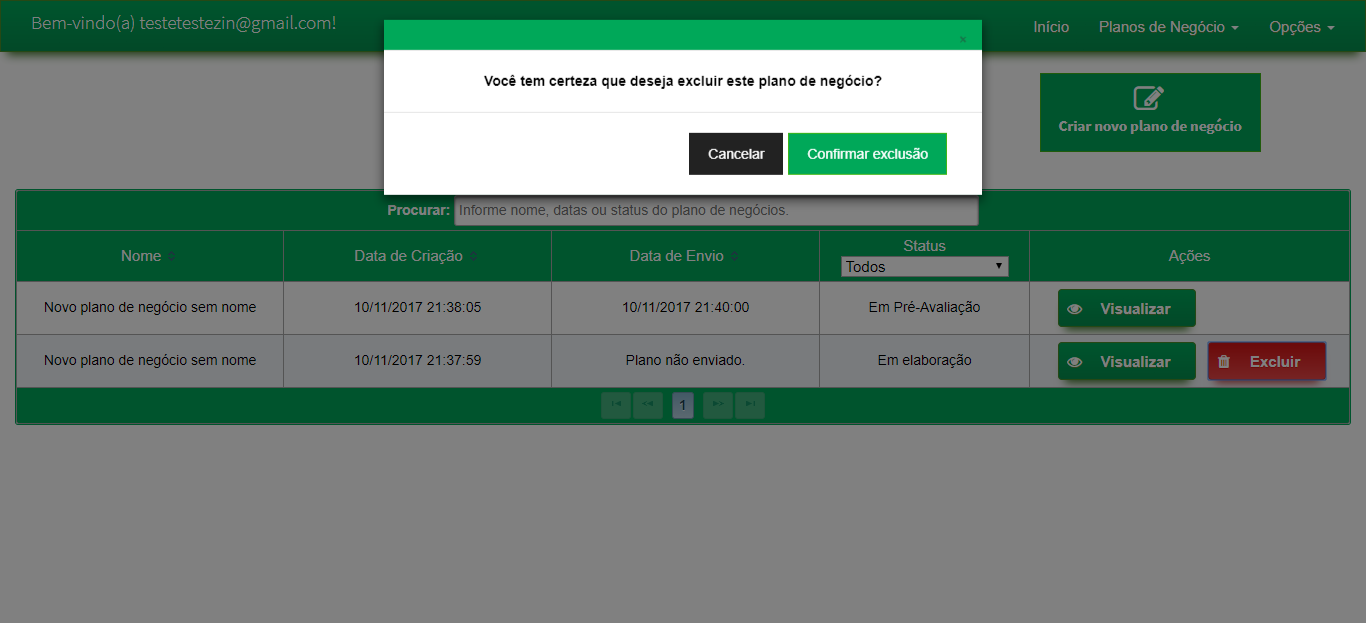 Bem-vindo(a) testetestezin@gmail.com!
Início Planos de Negócio Opções
×
Você tem certeza que deseja excluir este plano de negócio?
Cancelar Confirmar exclusão
Criar novo plano de negócio
Procurar: Informe nome, datas ou status do plano de negócios.
Nome Data de Criação Data de Envio Status Ações
Todos
Novo plano de negócio sem nome 10/11/2017 21:38:05 10/11/2017 21:40:00 Em Pré-Avaliação Visualizar
Novo plano de negócio sem nome 10/11/2017 21:37:59 Plano não enviado. Em elaboração Visualizar Excluir
1